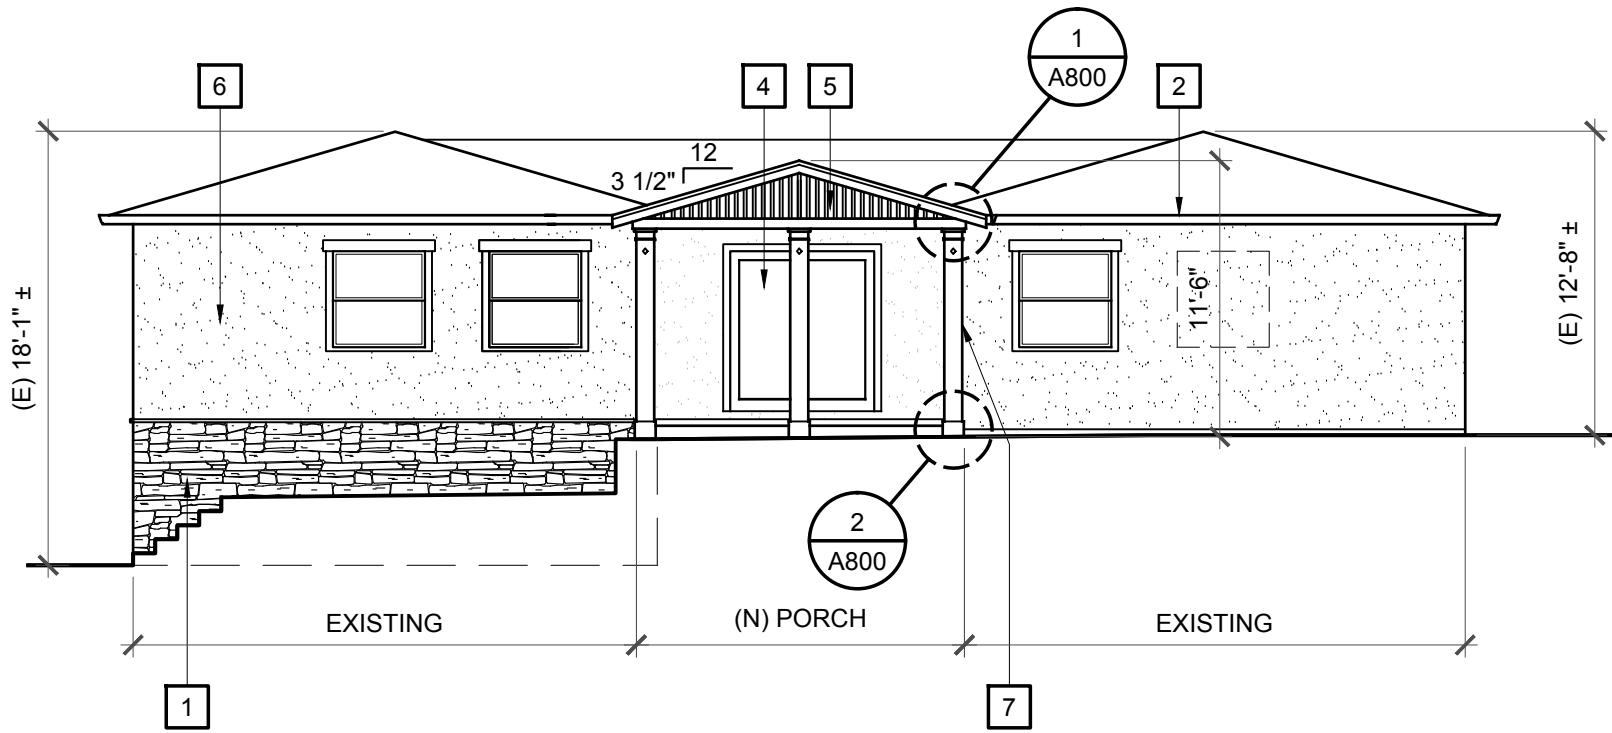 1
A800
6
4
5
2
12
3 1/2"
(E) 18'-1" ±
11'-6"
(E) 12'-8" ±
2
A800
EXISTING
(N) PORCH
EXISTING
1
7